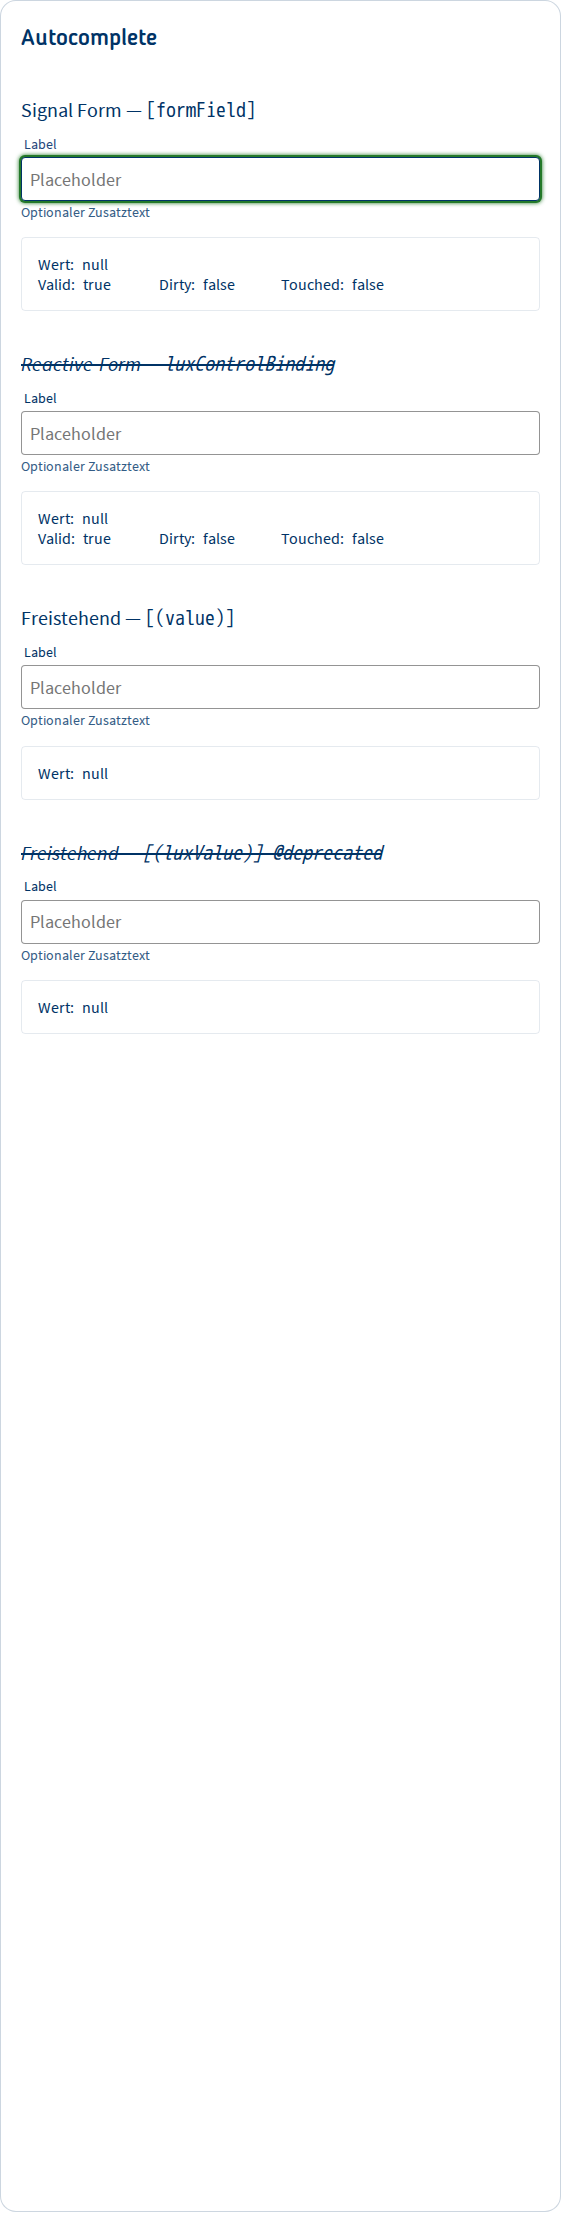 Autocomplete
Signal Form — [formField]
Label
Placeholder
Optionaler Zusatztext
Wert: null
Valid: true Dirty: false Touched: false
Reactive Form — luxControlBinding
Label
Placeholder
Optionaler Zusatztext
Wert: null
Valid: true Dirty: false Touched: false
Freistehend — [(value)]
Label
Placeholder
Optionaler Zusatztext
Wert: null
Freistehend — [(luxValue)] @deprecated
Label
Placeholder
Optionaler Zusatztext
Wert: null